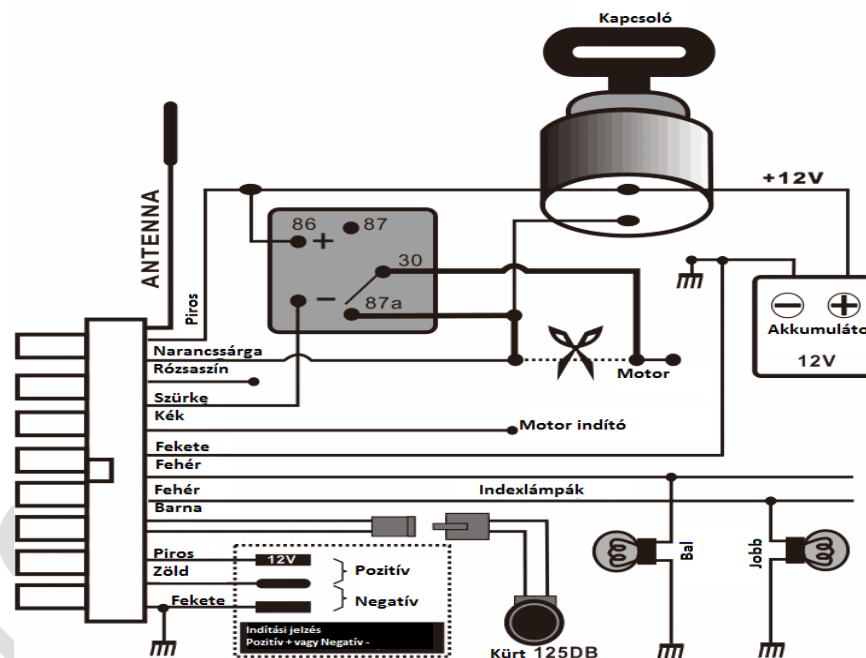 Kapcsoló
+12V
ANTENNA
Piros
86
+
87
30
-
87a
Akkumuláto
12V
Narancssárga
Rózsaszín
Szürke
Kék
Motor
Motor indító
Fekete
Fehér
Fehér
Indexlámpák
Barna
Piros
12V
Pozitív
Zöld
Fekete
Negatív
Indítási jelzés
Pozitív + vagy Negatív -
Kürt 125DB
Bal
Jobb